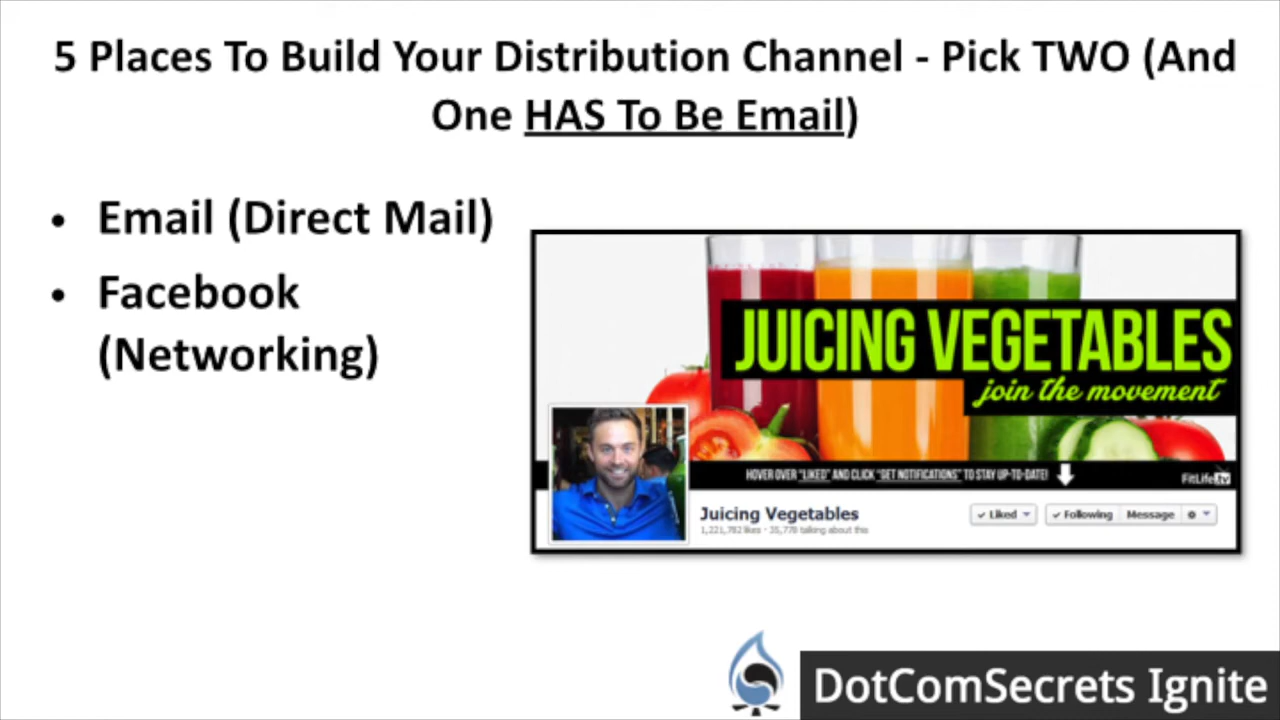 5 Places To Build Your Distribution Channel - Pick TWO (And
One HAS To Be Email)
• Email (Direct Mail)
• Facebook
(Networking)
JUICING VEGETABLES
join the movement
HOVER OVER "LIKED" AND CLICK "GET NOTIFICATIONS" TO STAY UP-TO-DATE!
FitLife.tv
Juicing Vegetables
1,221,782 likes · 35,778 talking about this
Liked
Following
Message
DotComSecrets Ignite